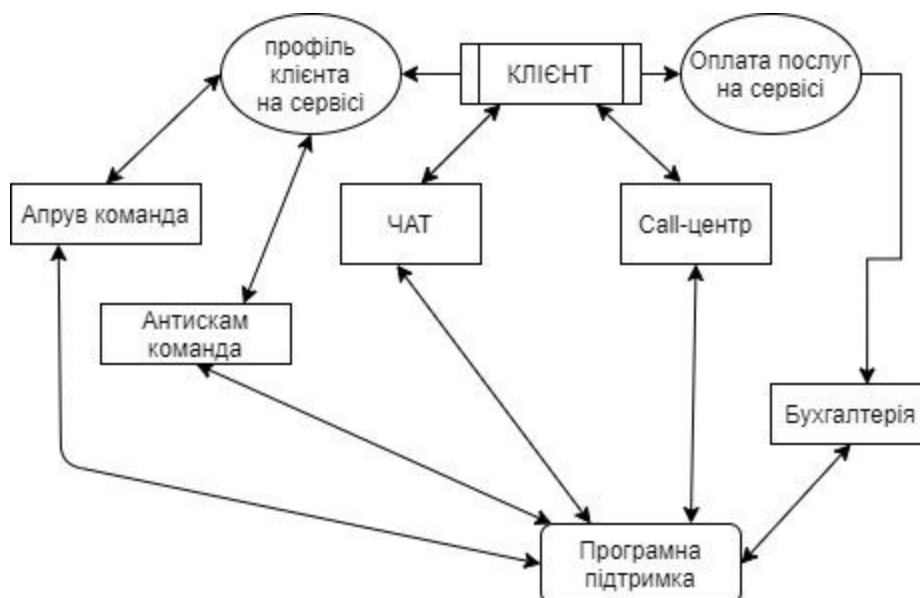 профіль
клієнта
на сервісі
КЛІЄНТ
Оплата послуг
на сервісі
Апрув команда
ЧАТ
Call-центр
Антискам
команда
Бухгалтерія
Програмна
підтримка